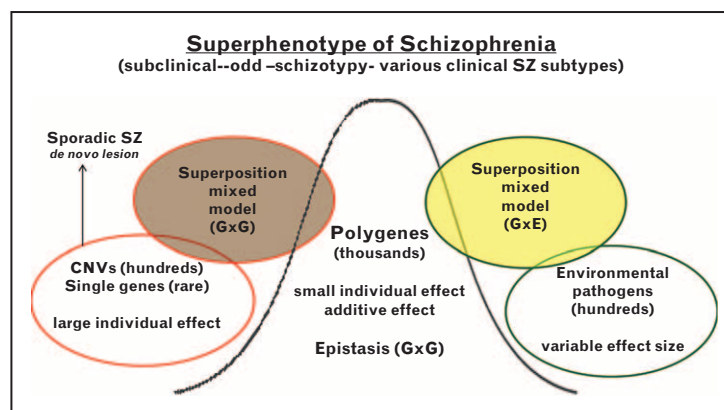 Superphenotype of Schizophrenia
(subclinical--odd –schizotypy- various clinical SZ subtypes)
Sporadic SZ
de novo lesion
Superposition
mixed
model
(GxG)
CNVs (hundreds)
Single genes (rare)
large individual effect
Polygenes
(thousands)
small individual effect
additive effect
Epistasis (GxG)
Superposition
mixed
model
(GxE)
Environmental
pathogens
(hundreds)
variable effect size